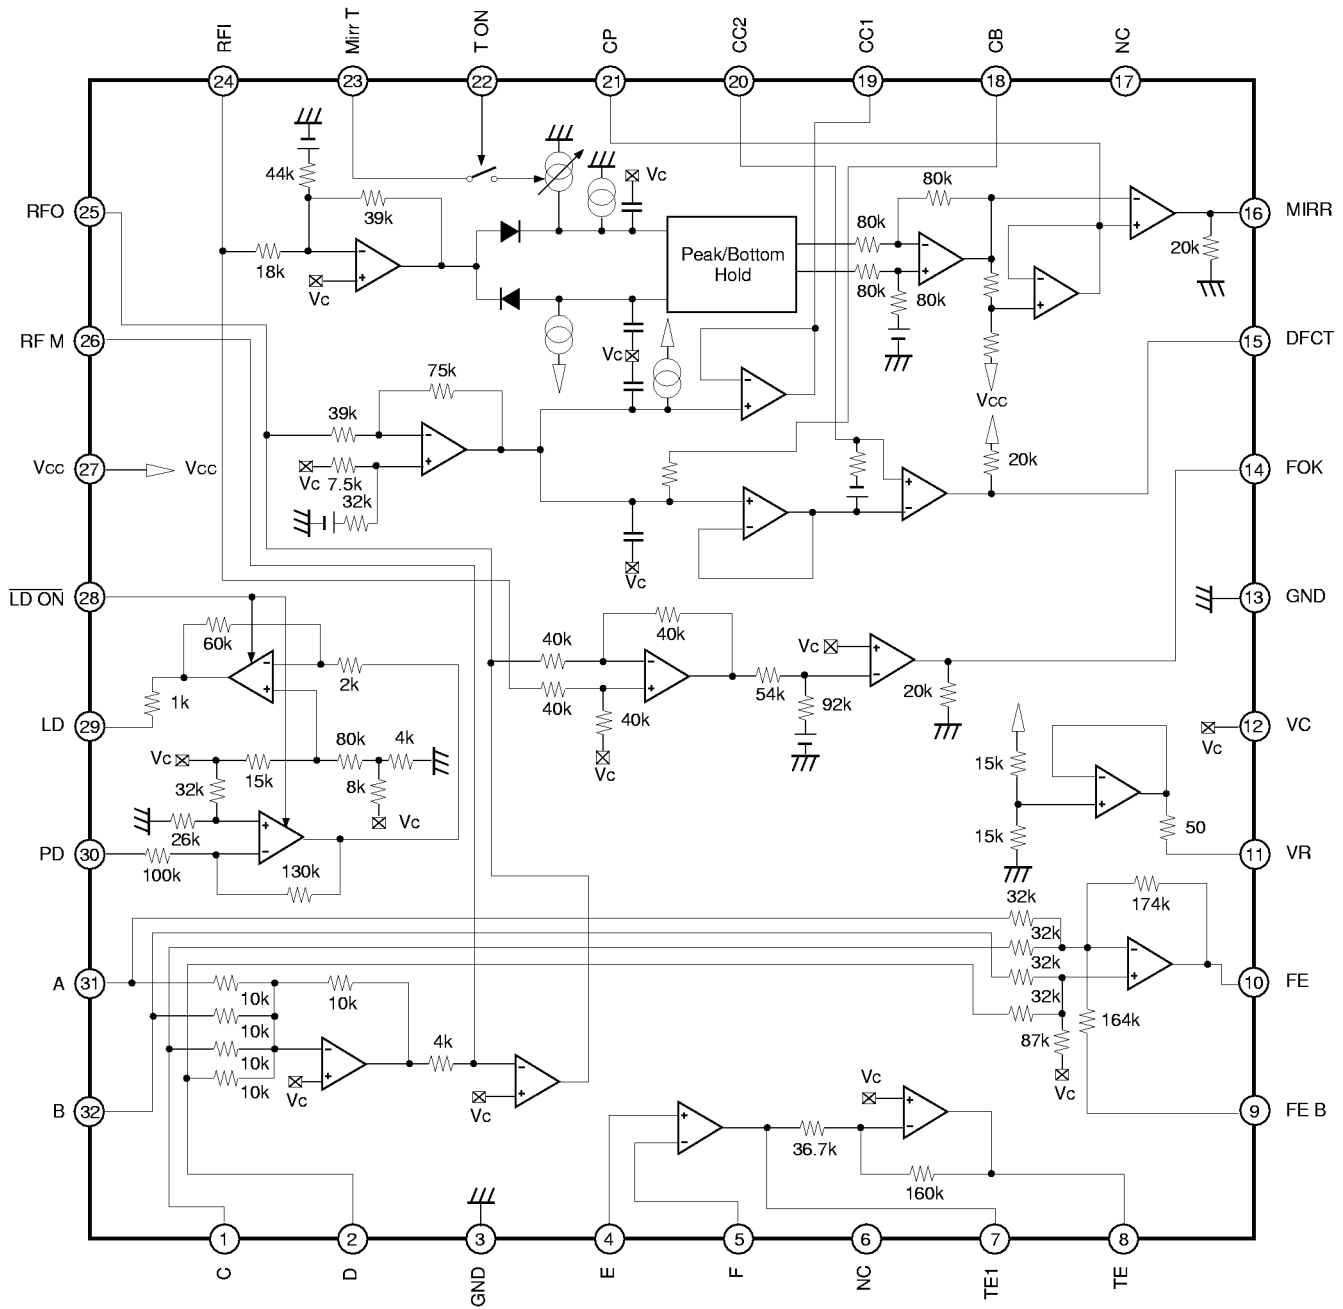 RFI
Mirr T
T ON
CP
CC2
CC1
CB
NC
24
23
22
21
20
19
18
17
44k
39k
18k
Vc
Vc
Peak/Bottom
Hold
80k
80k
80k
80k
20k
RFO
25
16
MIRR
RF M
26
15
DFCT
Vc
Vcc
75k
39k
Vc
7.5k
32k
20k
Vcc
27
Vcc
14
FOK
Vc
LD ON
28
13
GND
60k
2k
1k
LD
29
40k
40k
40k
40k
Vc
54k
92k
Vc
20k
12
VC
Vc
Vc
15k
80k
4k
32k
8k
Vc
26k
PD
30
100k
130k
15k
15k
50
11
VR
32k
32k
32k
32k
174k
164k
87k
Vc
10
FE
A
31
10k
10k
10k
10k
10k
Vc
4k
Vc
B
32
9
FE B
Vc
36.7k
160k
1
2
3
4
5
6
7
8
C
D
GND
E
F
NC
TE1
TE